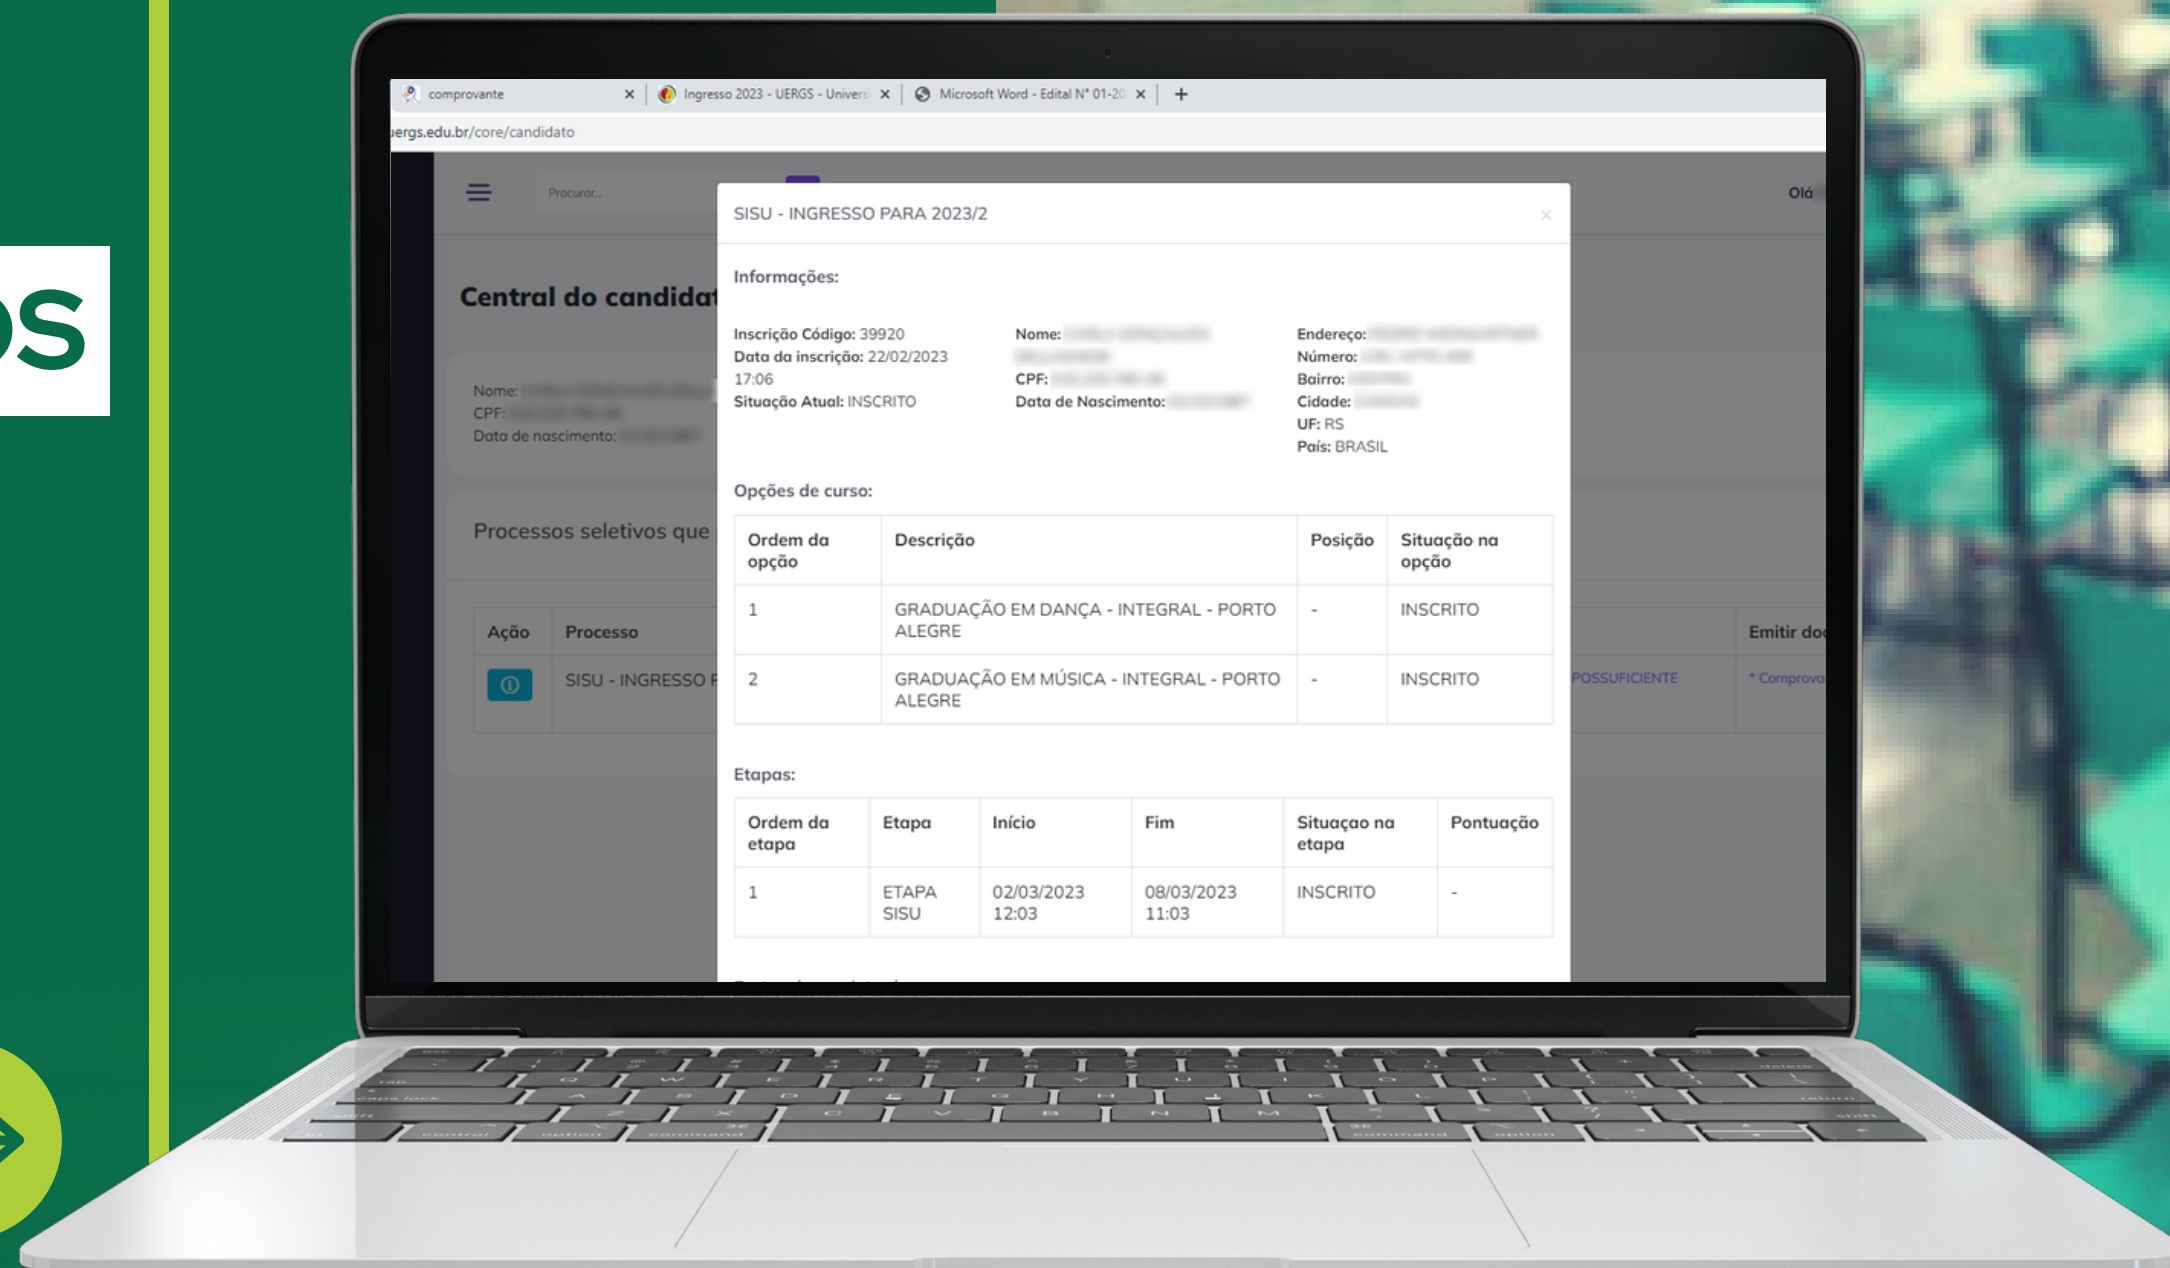 OS
comprovante
Ingresso 2023 - UERGS - Univers
Microsoft Word - Edital N° 01-20
uergs.edu.br/core/candidato
Procurar...
Olá
Central do candidat
Nome:
CPF:
Data de nascimento:
Processos seletivos que
Ação Processo
Emitir do
SISU - INGRESSO P
POSSUFICIENTE
* Comprova
SISU - INGRESSO PARA 2023/2
Informações:
Inscrição Código: 39920
Data da inscrição: 22/02/2023
17:06
Situação Atual: INSCRITO
Nome:
CPF:
Data de Nascimento:
Endereço:
Número:
Bairro:
Cidade:
UF: RS
País: BRASIL
Opções de curso:
Ordem da
opção
Descrição
Posição
Situação na
opção
1
GRADUAÇÃO EM DANÇA - INTEGRAL - PORTO
ALEGRE
-
INSCRITO
2
GRADUAÇÃO EM MÚSICA - INTEGRAL - PORTO
ALEGRE
-
INSCRITO
Etapas:
Ordem da
etapa
Etapa
Início
Fim
Situaçao na
etapa
Pontuação
1
ETAPA
SISU
02/03/2023
12:03
08/03/2023
11:03
INSCRITO
-